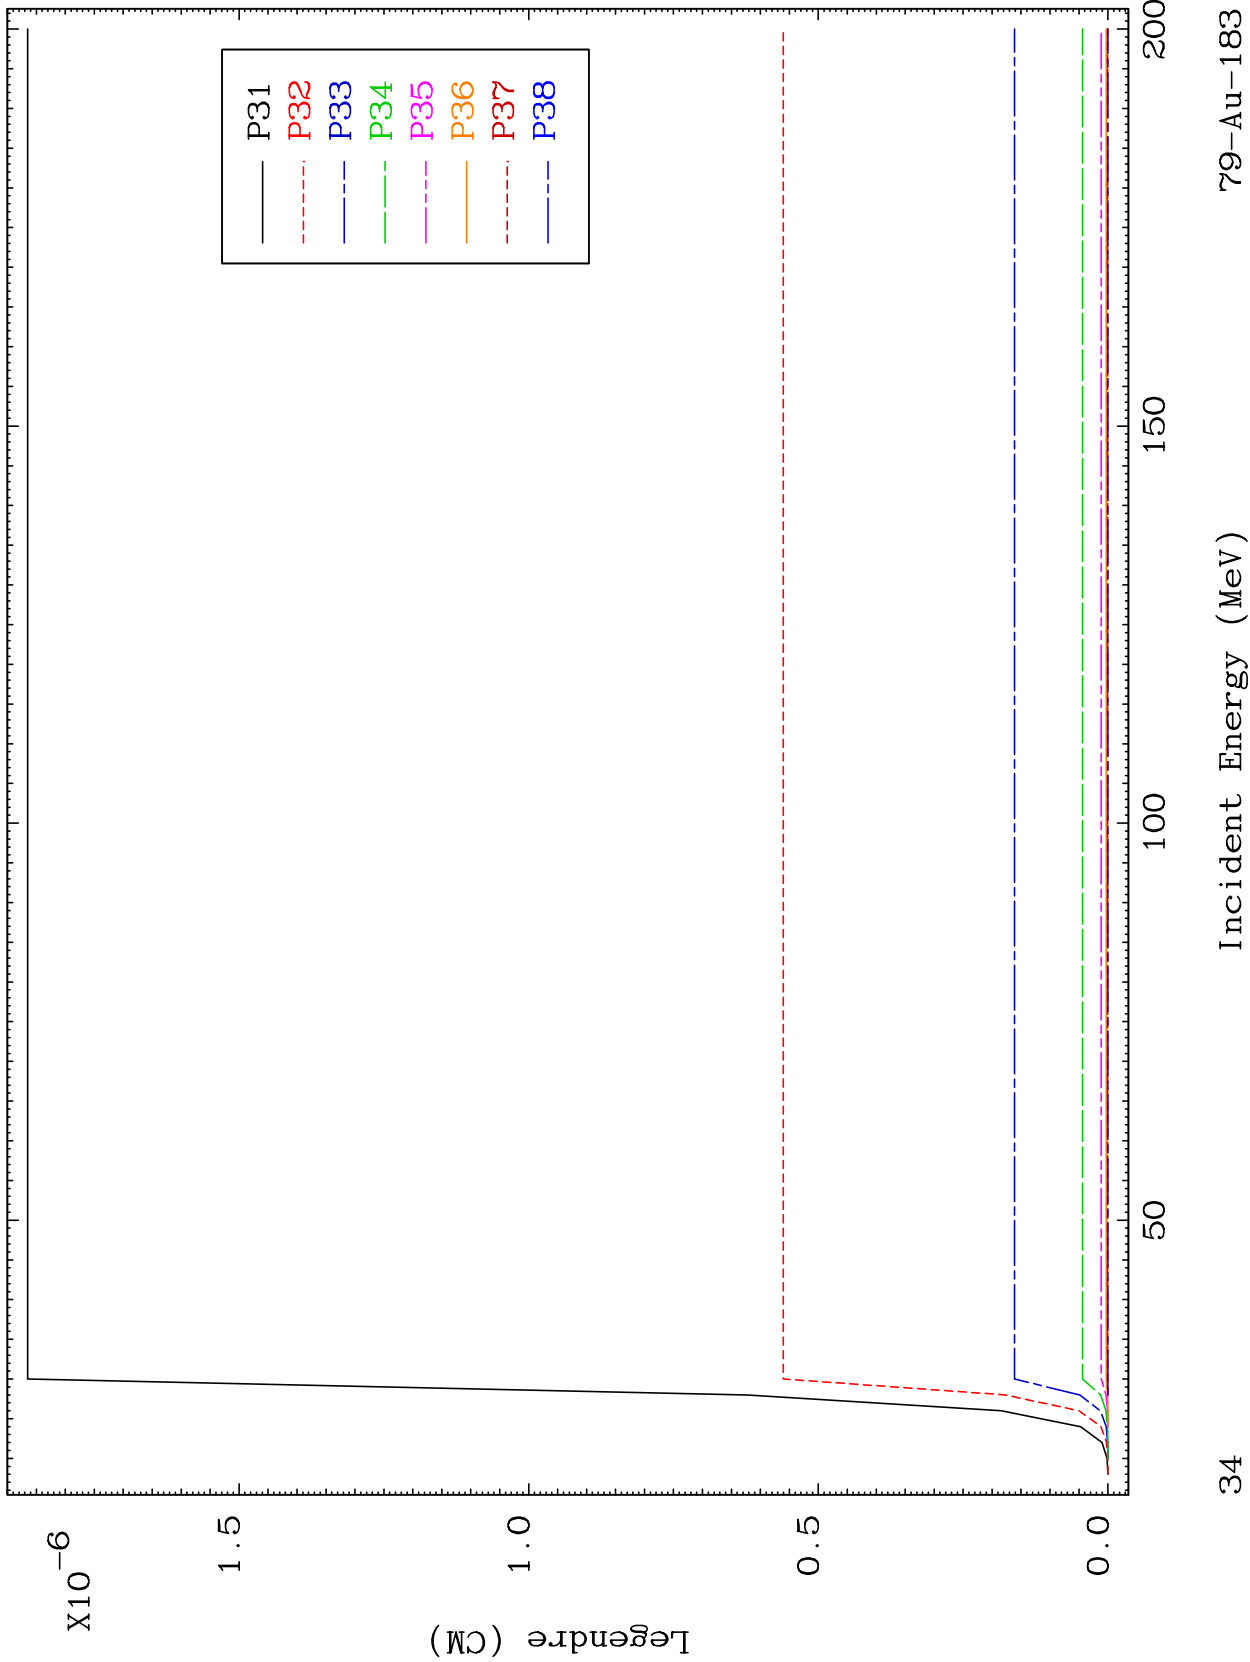 X10⁻⁶
Legendre (CM)
1.5
1.0
0.5
0.0
P31
P32
P33
P34
P35
P36
P37
P38
50
100
150
200
Incident Energy (MeV)
34
79-Au-183